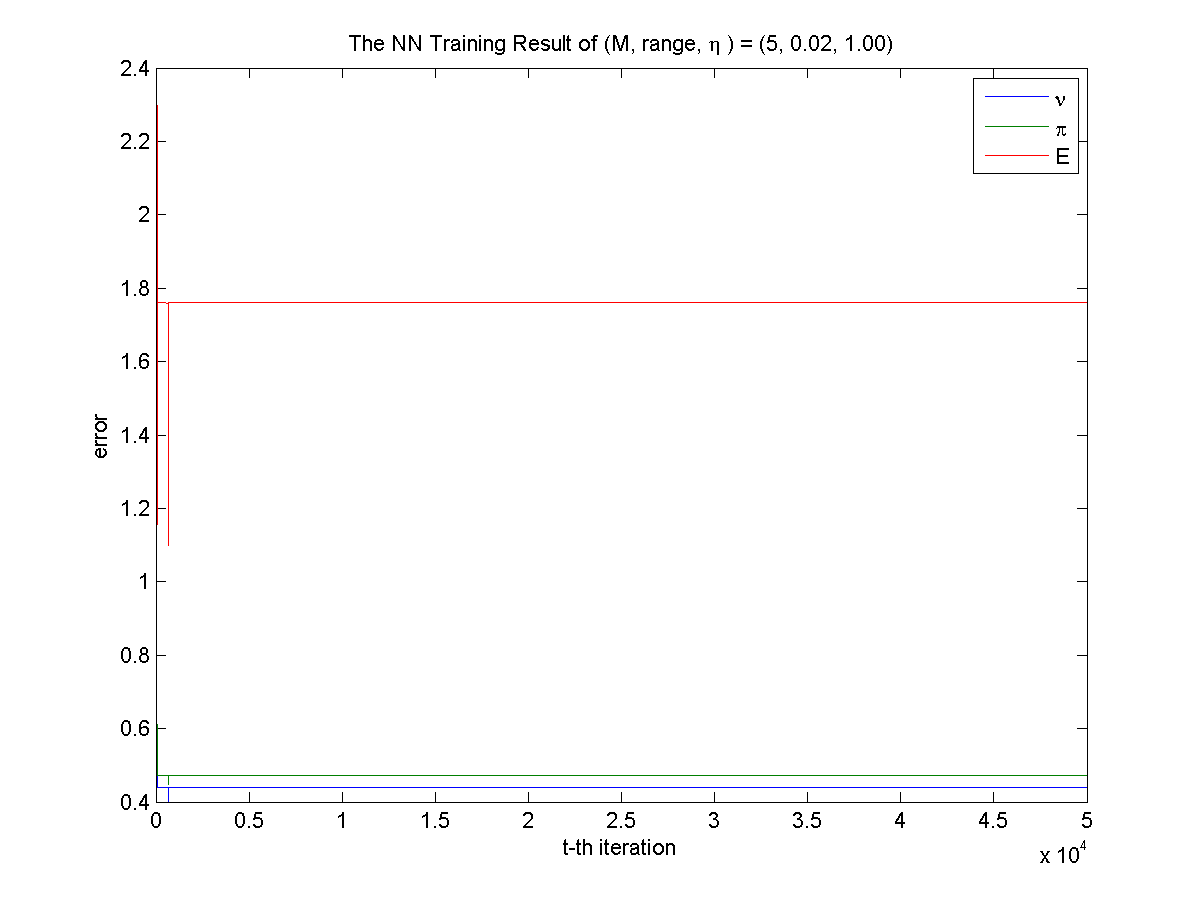 The NN Training Result of (M, range, η ) = (5, 0.02, 1.00)
2.4
2.2
2
1.8
1.6
1.4
1.2
1
0.8
0.6
0.4
error
ν
π
E
0 0.5 1 1.5 2 2.5 3 3.5 4 4.5 5
t-th iteration
x 10^4